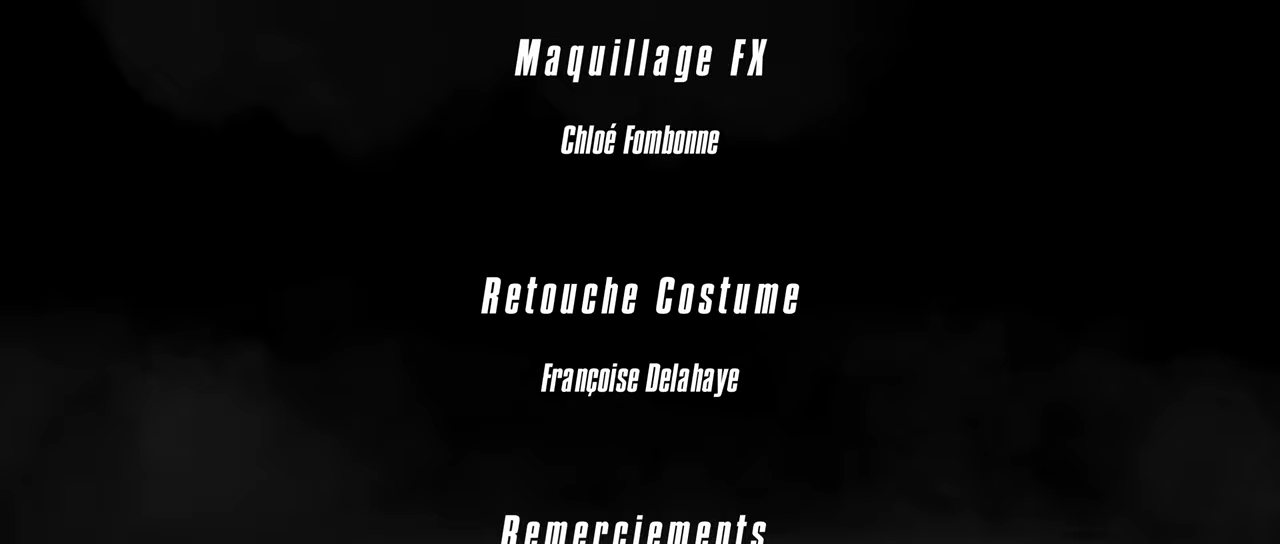 Maquillage FX
Chloé Fombonne
Retouche Costume
Françoise Delahaye
Remerciements